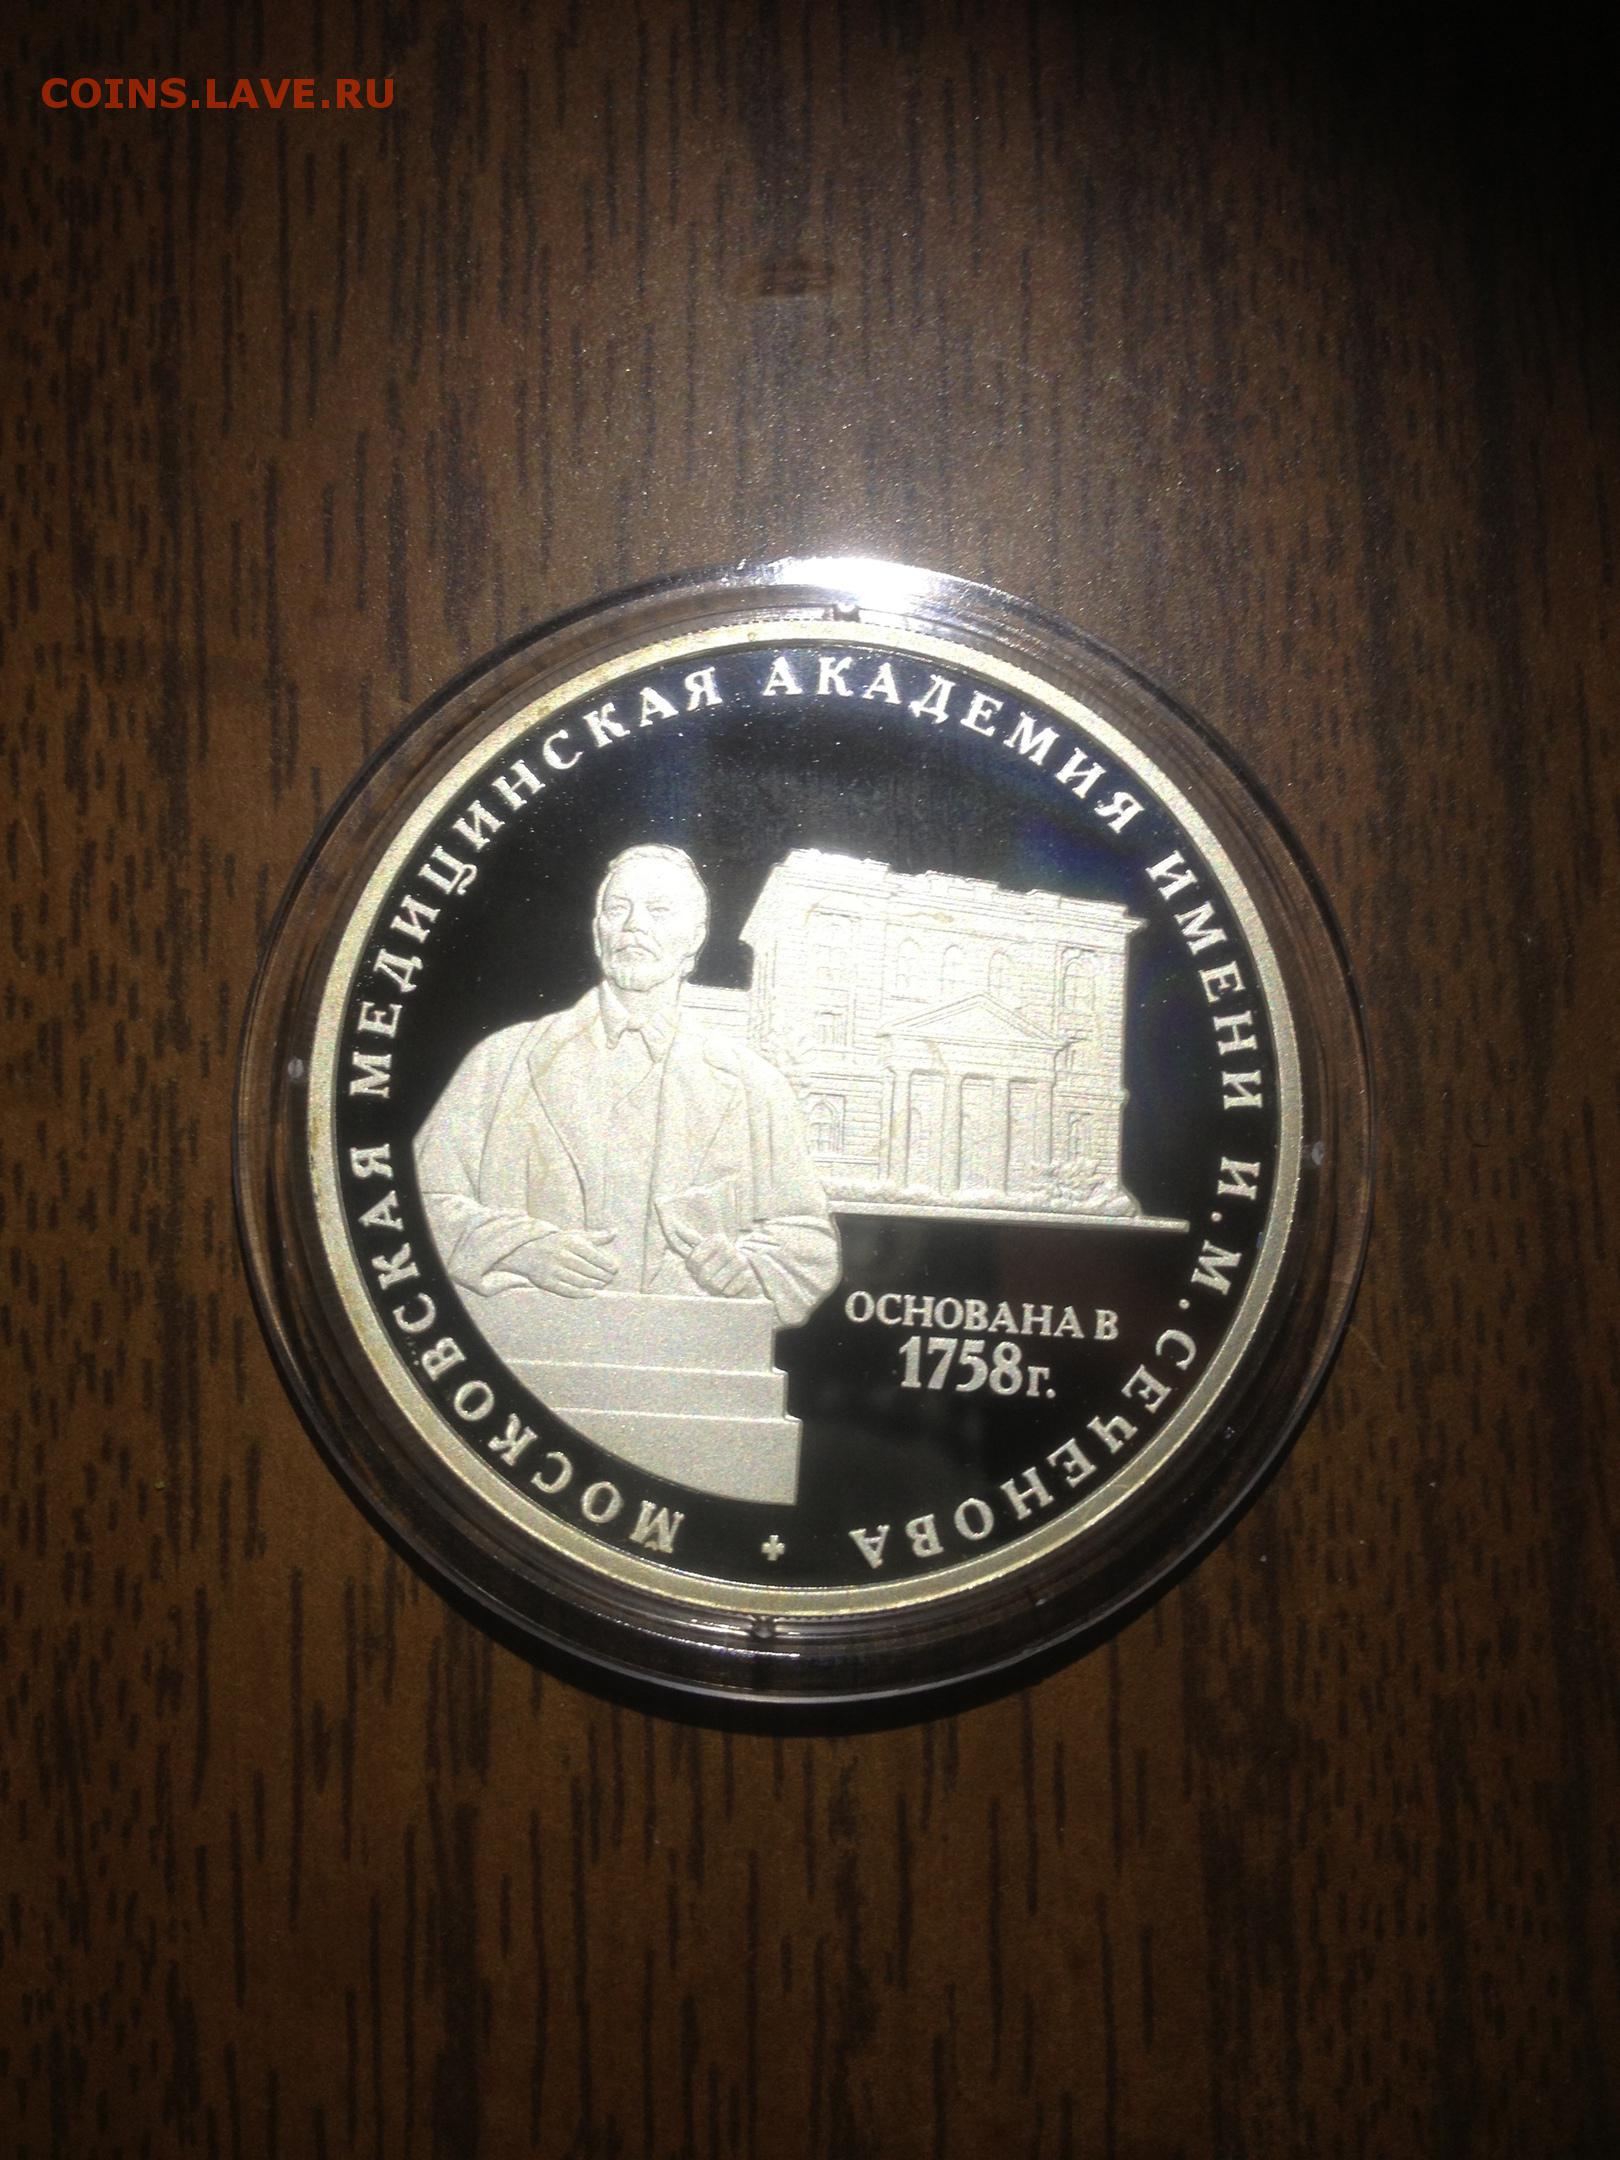 COINS.LAVE.RU
МОСКОВСКАЯ МЕДИЦИНСКАЯ АКАДЕМИЯ ИМЕНИ И.М.СЕЧЕНОВА
ОСНОВАНА В
1758г.